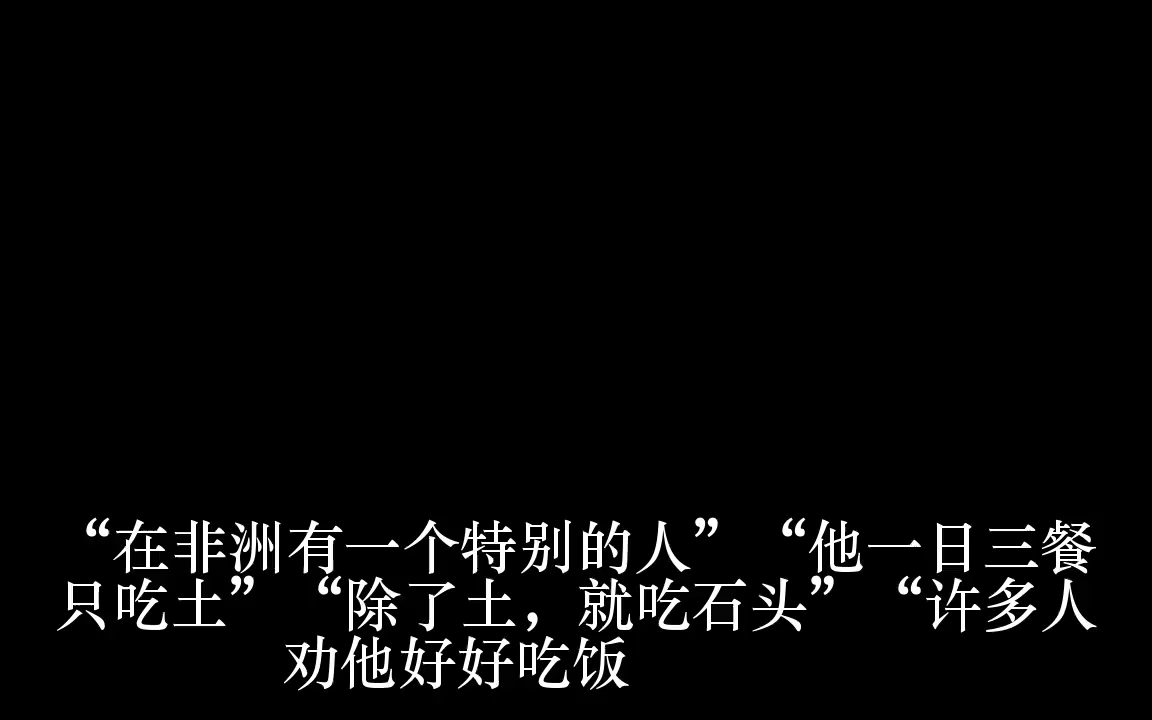 “在非洲有一个特别的人” “他一日三餐
只吃土” “除了土，就吃石头” “许多人
劝他好好吃饭